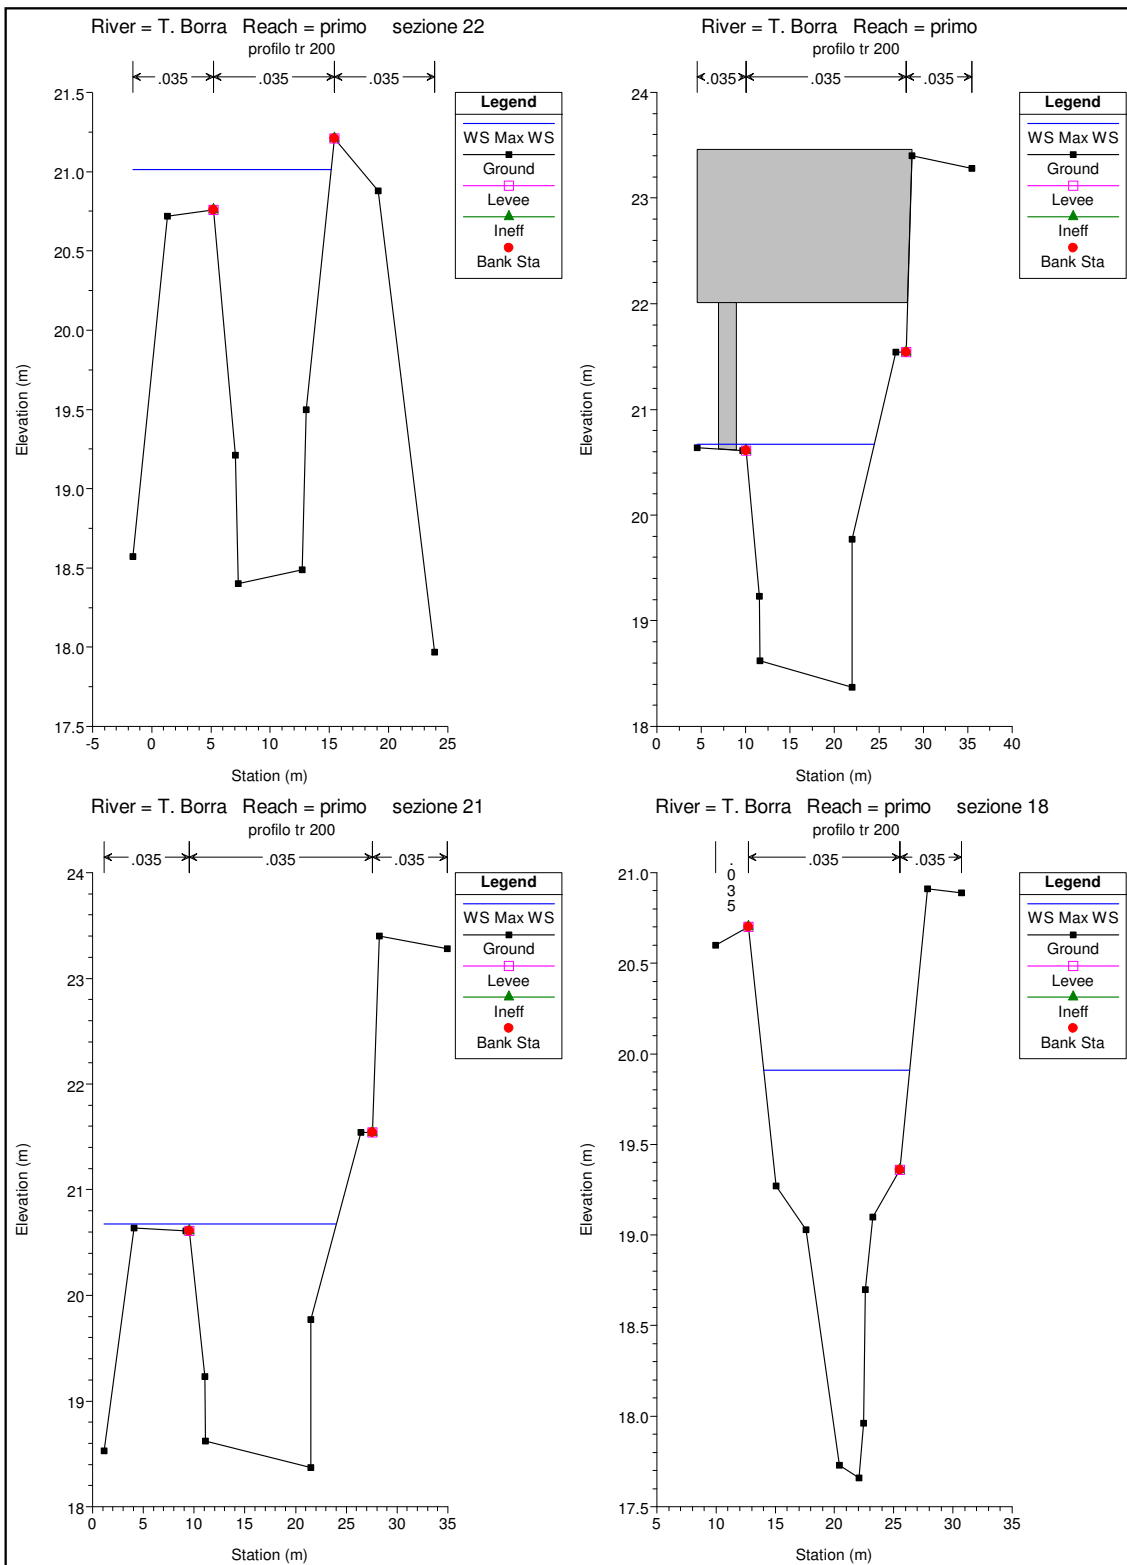 River = T. Borra Reach = primo sezione 22
profilo tr 200
.035 .035 .035
21.5
21.0
20.5
20.0
19.5
19.0
18.5
18.0
17.5
-5 0 5 10 15 20 25
Station (m)
Elevation (m)
Legend
WS Max WS
Ground
Levee
Ineff
Bank Sta
River = T. Borra Reach = primo
profilo tr 200
.035 .035 .035
24
23
22
21
20
19
18
0 5 10 15 20 25 30 35 40
Station (m)
Elevation (m)
Legend
WS Max WS
Ground
Levee
Ineff
Bank Sta
River = T. Borra Reach = primo sezione 21
profilo tr 200
.035 .035 .035
24
23
22
21
20
19
18
0 5 10 15 20 25 30 35
Station (m)
Elevation (m)
Legend
WS Max WS
Ground
Levee
Ineff
Bank Sta
River = T. Borra Reach = primo sezione 18
profilo tr 200
.035 .035 .035
21.0
20.5
20.0
19.5
19.0
18.5
18.0
17.5
5 10 15 20 25 30 35
Station (m)
Elevation (m)
Legend
WS Max WS
Ground
Levee
Ineff
Bank Sta